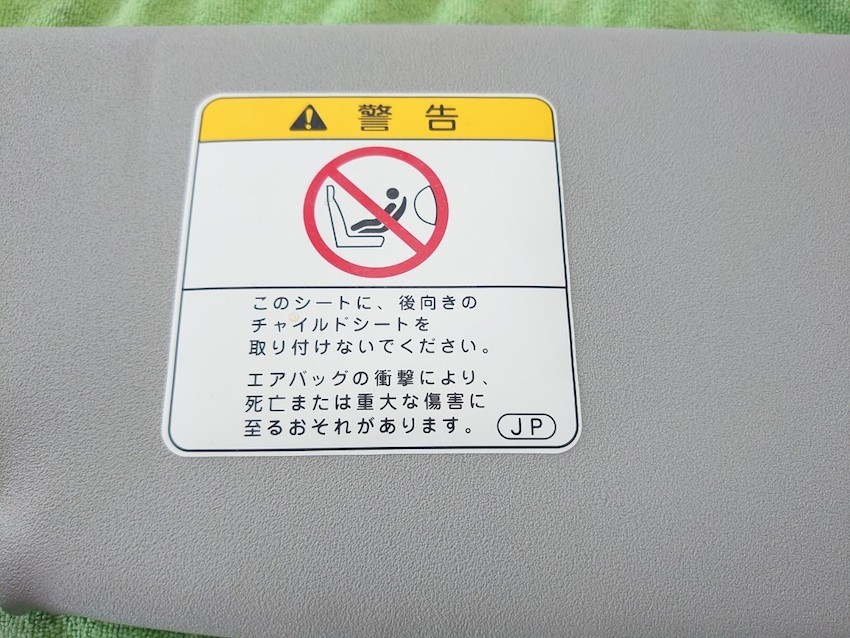 警告
このシートに、後向きの
チャイルドシートを
取り付けないでください。
エアバッグの衝撃により、
死亡または重大な傷害に
至るおそれがあります。
JP